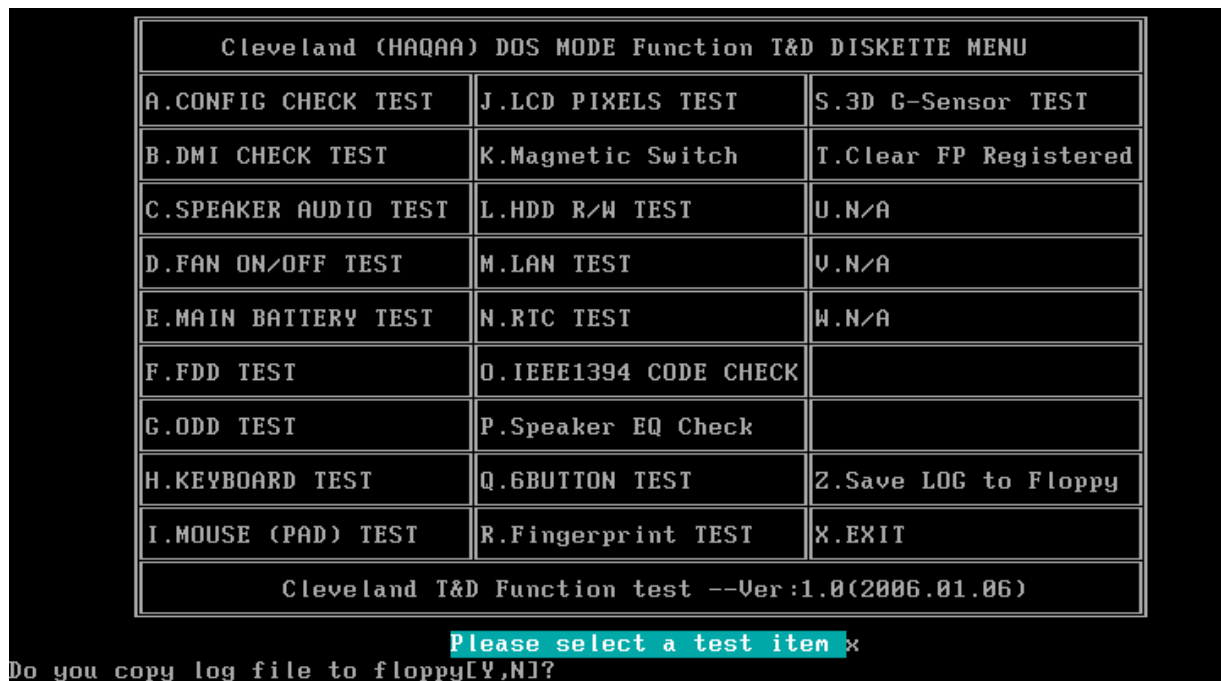 Cleveland (HAQAA) DOS MODE Function T&D DISKETTE MENU
A.CONFIG CHECK TEST J.LCD PIXELS TEST S.3D G-Sensor TEST
B.DMI CHECK TEST K.Magnetic Switch T.Clear FP Registered
C.SPEAKER AUDIO TEST L.HDD R/W TEST U.N/A
D.FAN ON/OFF TEST M.LAN TEST V.N/A
E.MAIN BATTERY TEST N.RTC TEST W.N/A
F.FDD TEST O.IEEE1394 CODE CHECK
G.ODD TEST P.Speaker EQ Check
H.KEYBOARD TEST Q.6BUTTON TEST Z.Save LOG to Floppy
I.MOUSE (PAD) TEST R.Fingerprint TEST X.EXIT
Cleveland T&D Function test --Ver:1.0(2006.01.06)
Please select a test item x
Do you copy log file to floppy[Y,N]?